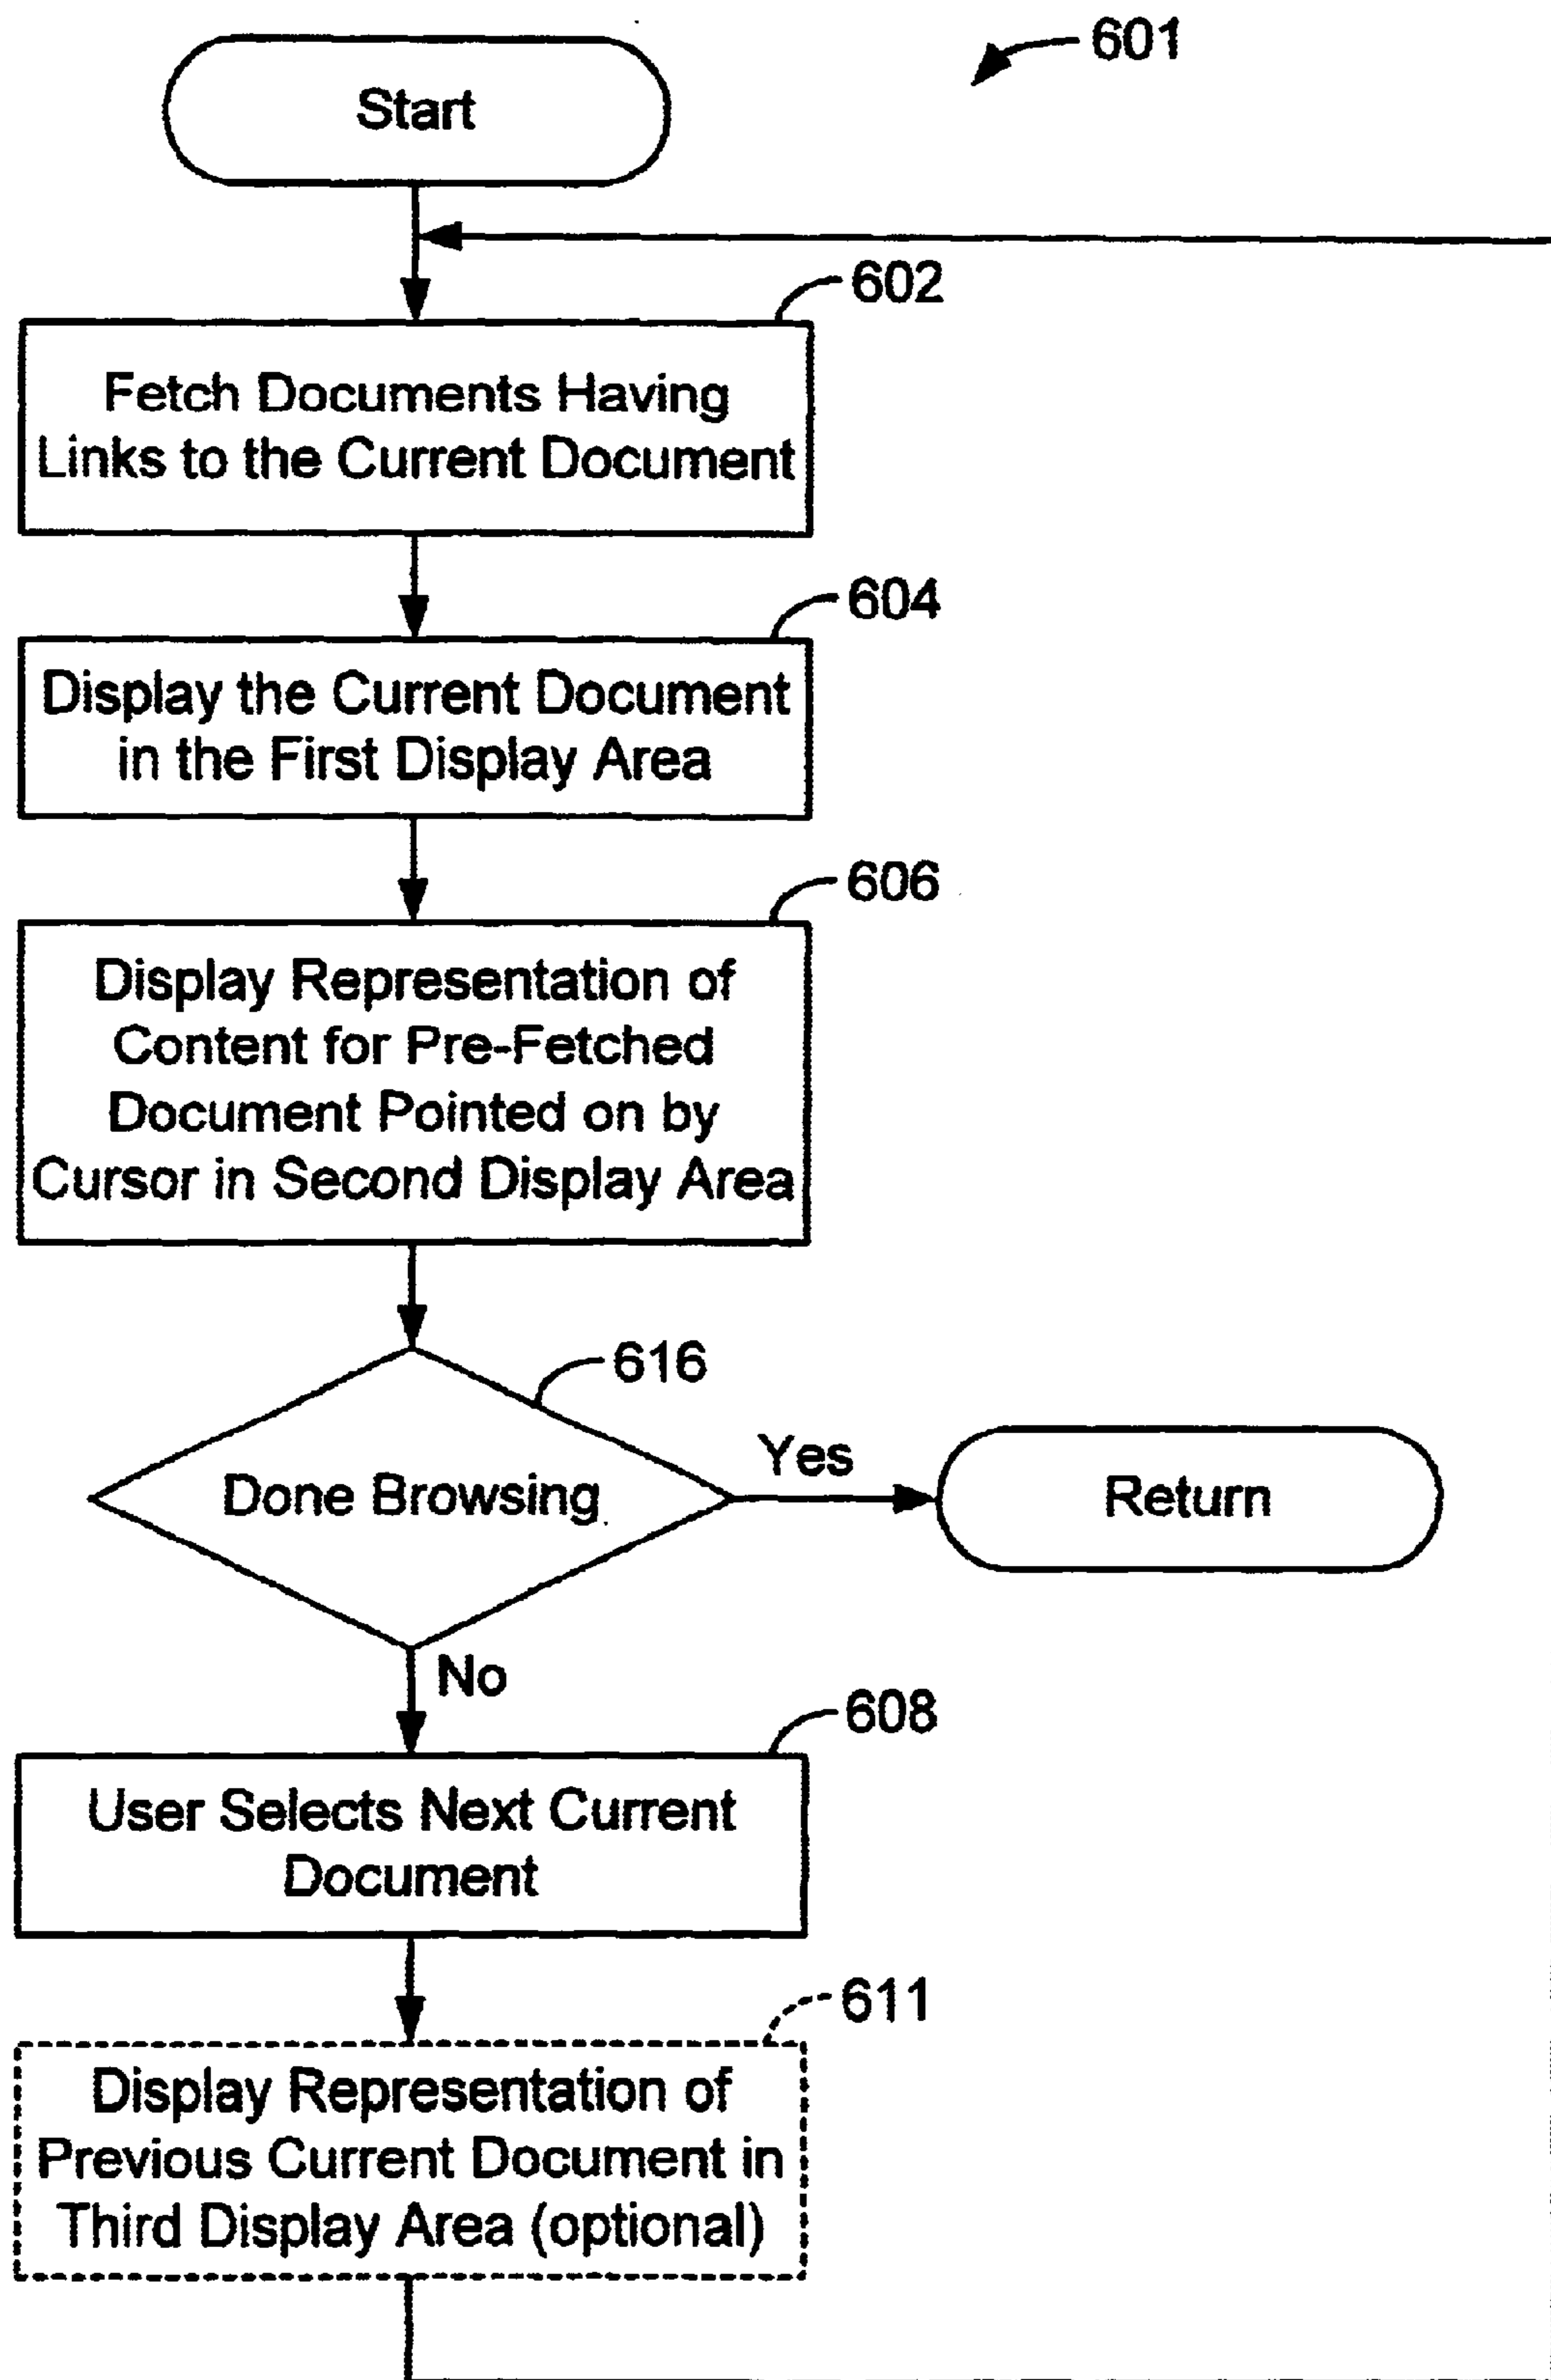 Start
601
602
Fetch Documents Having
Links to the Current Document
604
Display the Current Document
in the First Display Area
606
Display Representation of
Content for Pre-Fetched
Document Pointed on by
Cursor in Second Display Area
616
Done Browsing
Yes
Return
No
608
User Selects Next Current
Document
611
Display Representation of
Previous Current Document in
Third Display Area (optional)